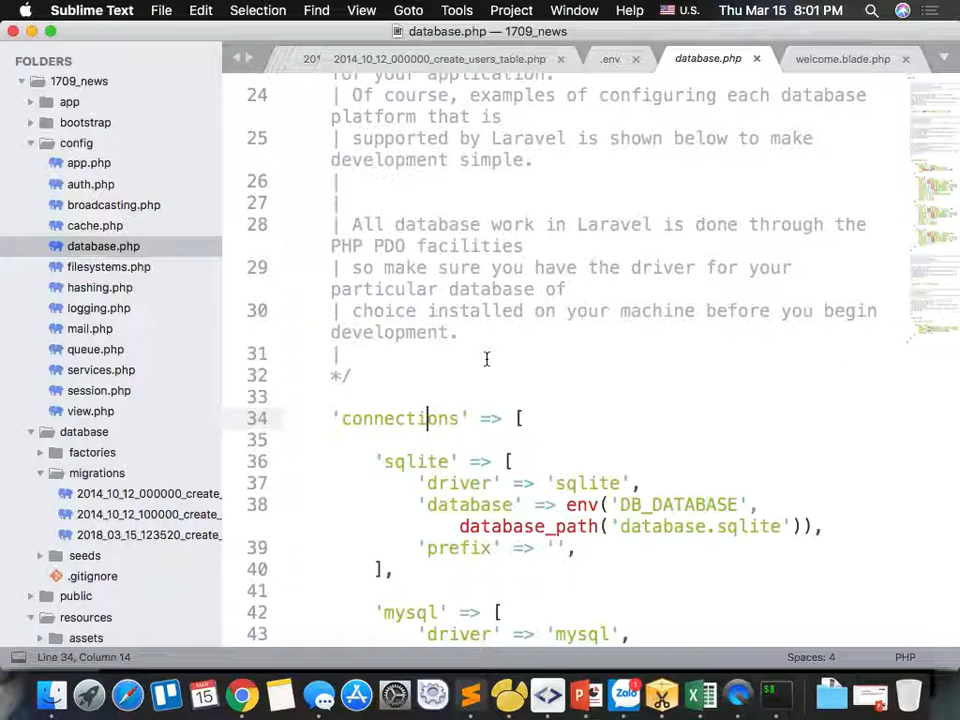 Sublime Text File Edit Selection Find Goto Tools Project Window Help U.S. Thu Mar 15 8:01 PM
database.php — 1709_news
201 2014_10_12_000000_create_users_table.php × .env × database.php × welcome.blade.php ×
FOLDERS
1709_news
app
bootstrap
config
app.php
auth.php
broadcasting.php
cache.php
database.php
filesystems.php
hashing.php
logging.php
mail.php
queue.php
services.php
session.php
view.php
database
factories
migrations
2014_10_12_000000_create_
2014_10_12_100000_create_
2018_03_15_123520_create_
seeds
.gitignore
public
resources
assets
for your application.
24 | Of course, examples of configuring each database
platform that is
25 | supported by Laravel is shown below to make
development simple.
26 |
27 |
28 | All database work in Laravel is done through the
PHP PDO facilities
29 | so make sure you have the driver for your
particular database of
30 | choice installed on your machine before you begin
development.
31 |
32 */
33
34 'connections' => [
35
36 'sqlite' => [
37 'driver' => 'sqlite',
38 'database' => env('DB_DATABASE',
database_path('database.sqlite')),
39 'prefix' => '',
40 ],
41
42 'mysql' => [
43 'driver' => 'mysql',
Line 34, Column 14 Spaces: 4 PHP
MAR
15
Zalo
1